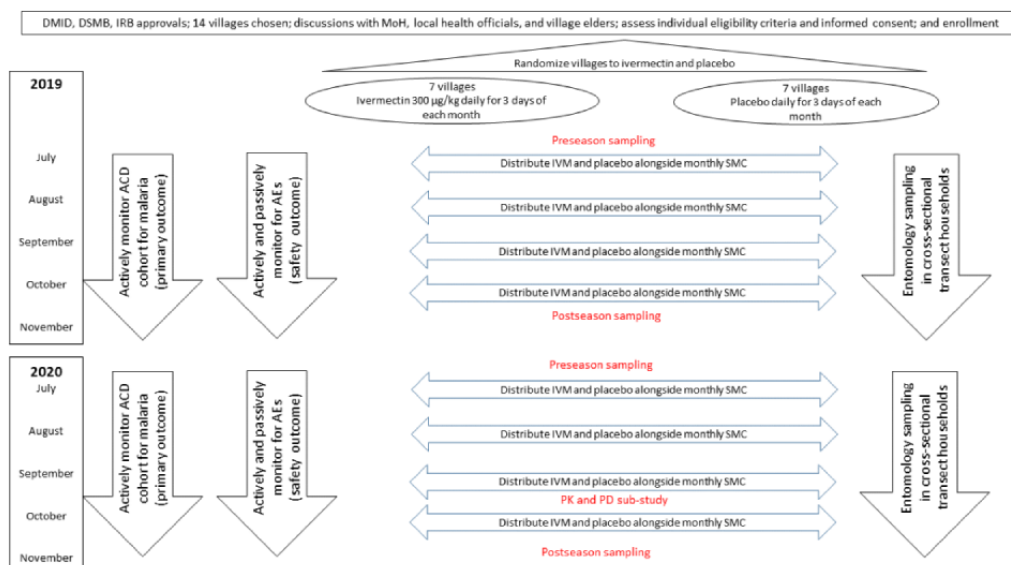 DMID, DSMB, IRB approvals; 14 villages chosen; discussions with MoH, local health officials, and village elders; assess individual eligibility criteria and informed consent; and enrollment
Randomize villages to ivermectin and placebo
7 villages
Ivermectin 300 µg/kg daily for 3 days of
each month
7 villages
Placebo daily for 3 days of each
month
2019
July
August
September
October
November
Actively monitor ACD
cohort for malaria
(primary outcome)
Actively and passively
monitor for AEs
(safety outcome)
Preseason sampling
Distribute IVM and placebo alongside monthly SMC
Distribute IVM and placebo alongside monthly SMC
Distribute IVM and placebo alongside monthly SMC
Distribute IVM and placebo alongside monthly SMC
Postseason sampling
Entomology sampling
in cross-sectional
transect households
2020
July
August
September
October
November
Actively monitor ACD
cohort for malaria
(primary outcome)
Actively and passively
monitor for AEs
(safety outcome)
Preseason sampling
Distribute IVM and placebo alongside monthly SMC
Distribute IVM and placebo alongside monthly SMC
Distribute IVM and placebo alongside monthly SMC
PK and PD sub-study
Distribute IVM and placebo alongside monthly SMC
Postseason sampling
Entomology sampling
in cross-sectional
transect households